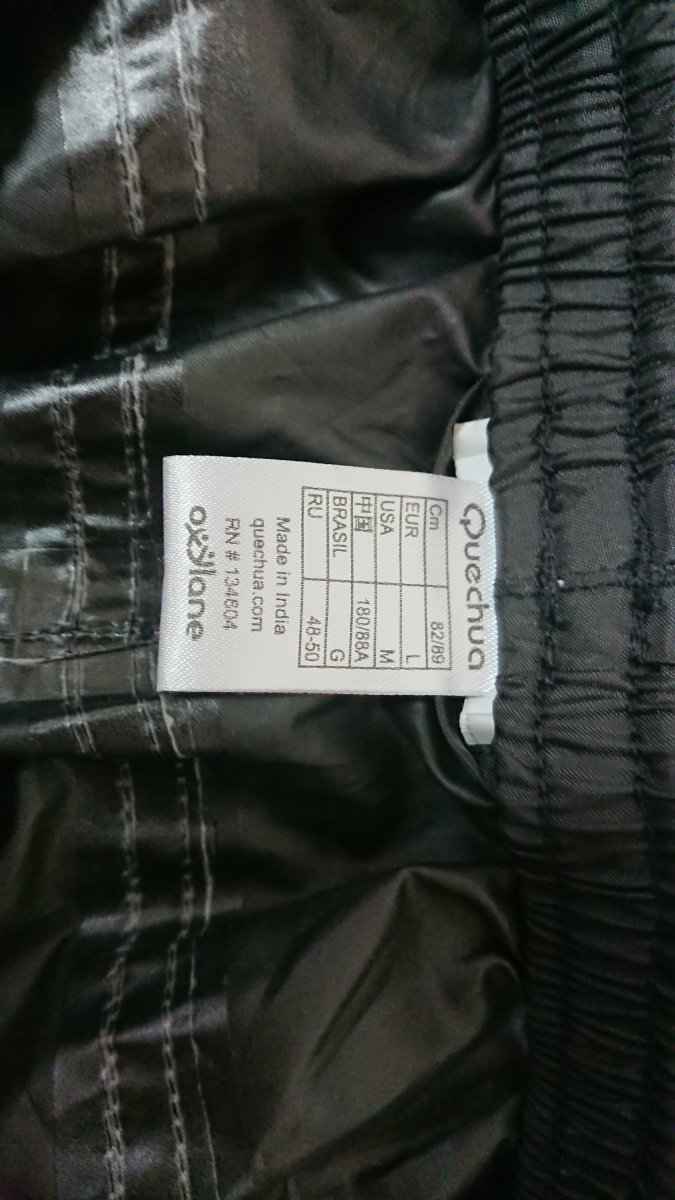 Quechua
Cm 82/89
EUR L
USA M
中国 180/88A
BRASIL G
RU 48-50
Made in India
quechua.com
RN # 134604
oxylane